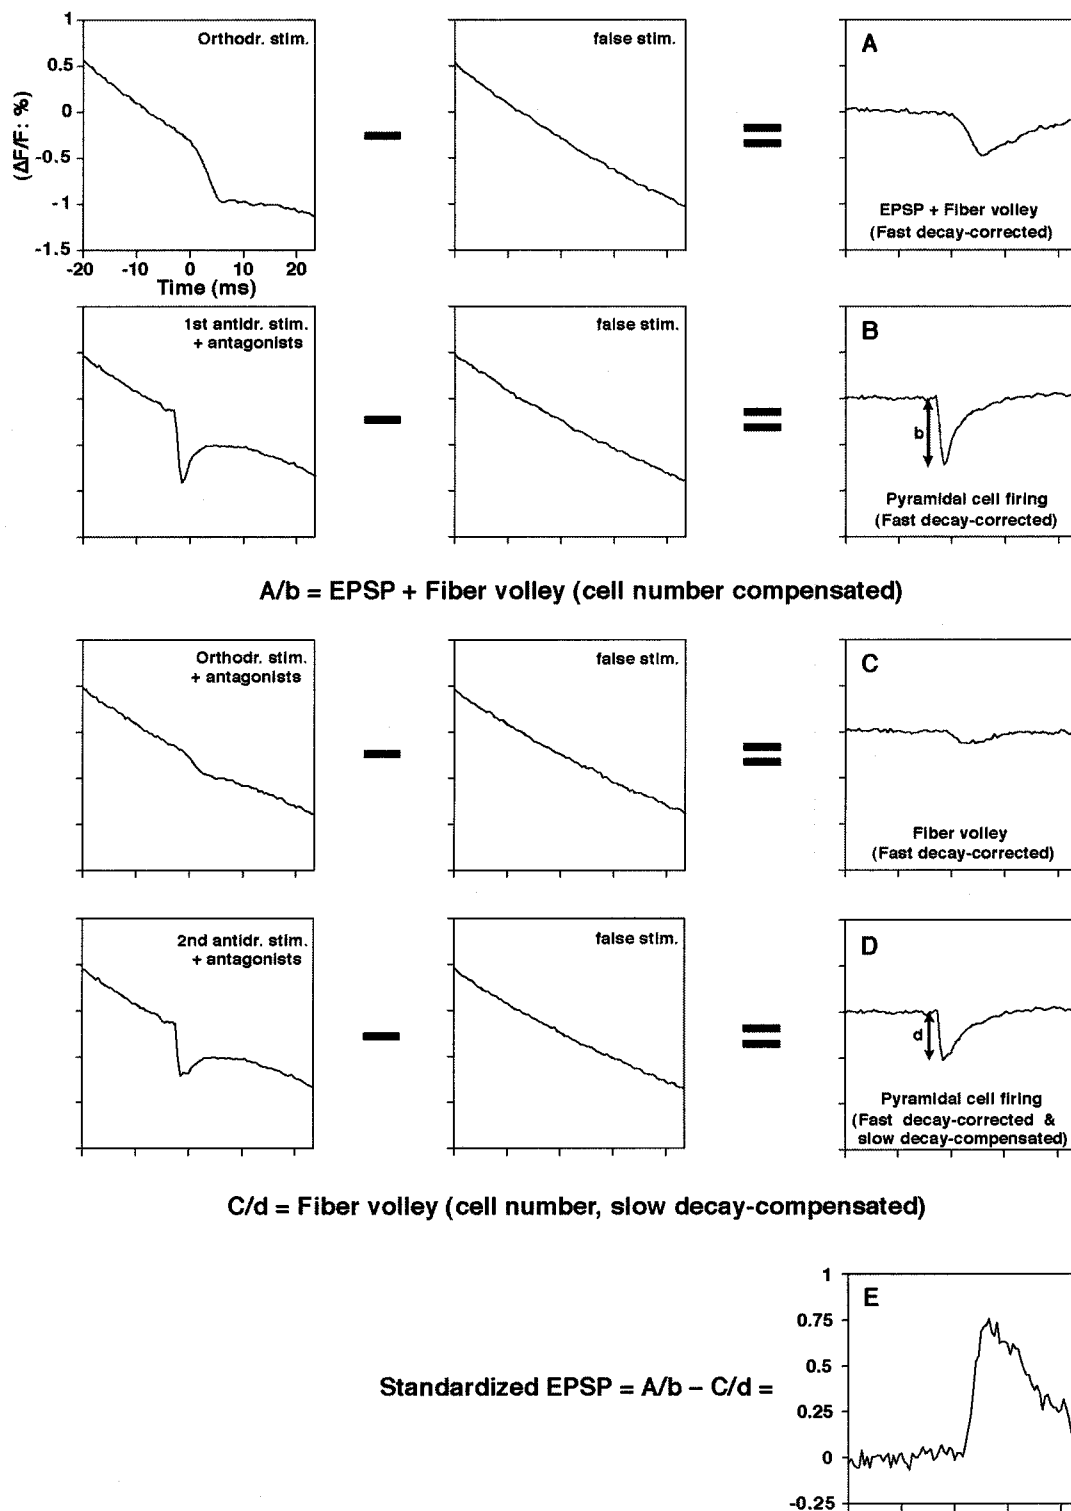 1
0.5
0
-0.5
-1
-1.5
(ΔF/F: %)
-20 -10 0 10 20
Time (ms)
Orthodr. stim.
false stim.
A
EPSP + Fiber volley
(Fast decay-corrected)
1st antidr. stim.
+ antagonists
false stim.
B
b
Pyramidal cell firing
(Fast decay-corrected)
A/b = EPSP + Fiber volley (cell number compensated)
Orthodr. stim.
+ antagonists
false stim.
C
Fiber volley
(Fast decay-corrected)
2nd antidr. stim.
+ antagonists
false stim.
D
d
Pyramidal cell firing
(Fast decay-corrected &
slow decay-compensated)
C/d = Fiber volley (cell number, slow decay-compensated)
Standardized EPSP = A/b – C/d =
1
0.75
0.5
0.25
0
-0.25
E